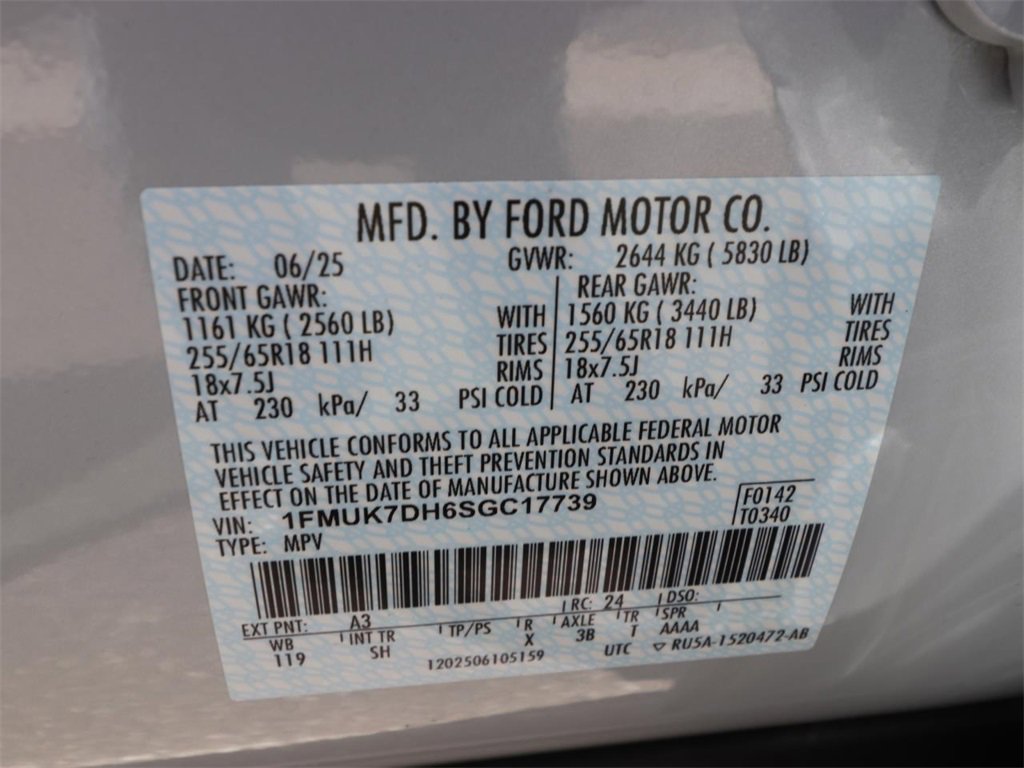 MFD. BY FORD MOTOR CO.
DATE: 06/25 GVWR: 2644 KG ( 5830 LB)
FRONT GAWR: REAR GAWR:
1161 KG ( 2560 LB) WITH 1560 KG ( 3440 LB) WITH
255/65R18 111H TIRES 255/65R18 111H TIRES
18x7.5J RIMS 18x7.5J RIMS
AT 230 kPa/ 33 PSI COLD AT 230 kPa/ 33 PSI COLD
THIS VEHICLE CONFORMS TO ALL APPLICABLE FEDERAL MOTOR
VEHICLE SAFETY AND THEFT PREVENTION STANDARDS IN
EFFECT ON THE DATE OF MANUFACTURE SHOWN ABOVE.
VIN: 1FMUK7DH6SGC17739 F0142
TYPE: MPV T0340
EXT PNT: A3 RC: 24 DSO:
WB INT TR TP/PS R AXLE TR SPR
119 SH X 3B T AAAA
1202506105159 UTC ▽ RU5A-1520472-AB